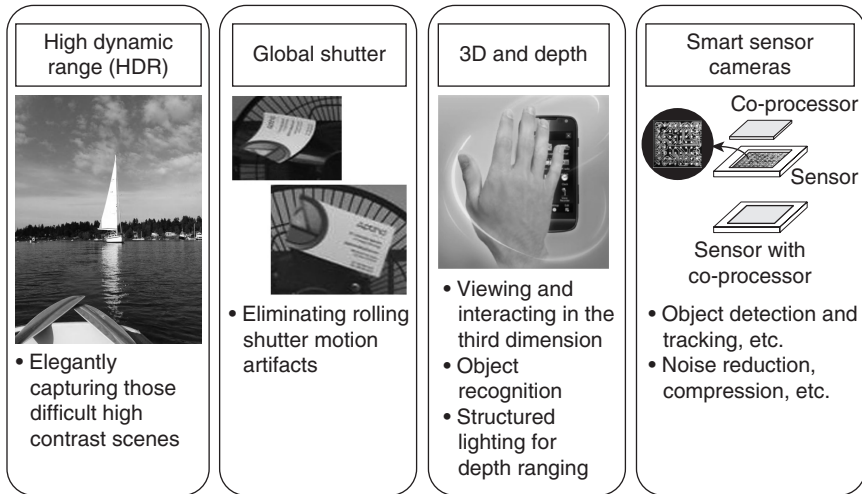 High dynamic
range (HDR)
• Elegantly
capturing those
difficult high
contrast scenes
Global shutter
• Eliminating rolling
shutter motion
artifacts
3D and depth
• Viewing and
interacting in the
third dimension
• Object
recognition
• Structured
lighting for
depth ranging
Smart sensor
cameras
Co-processor
Sensor
Sensor with
co-processor
• Object detection and
tracking, etc.
• Noise reduction,
compression, etc.